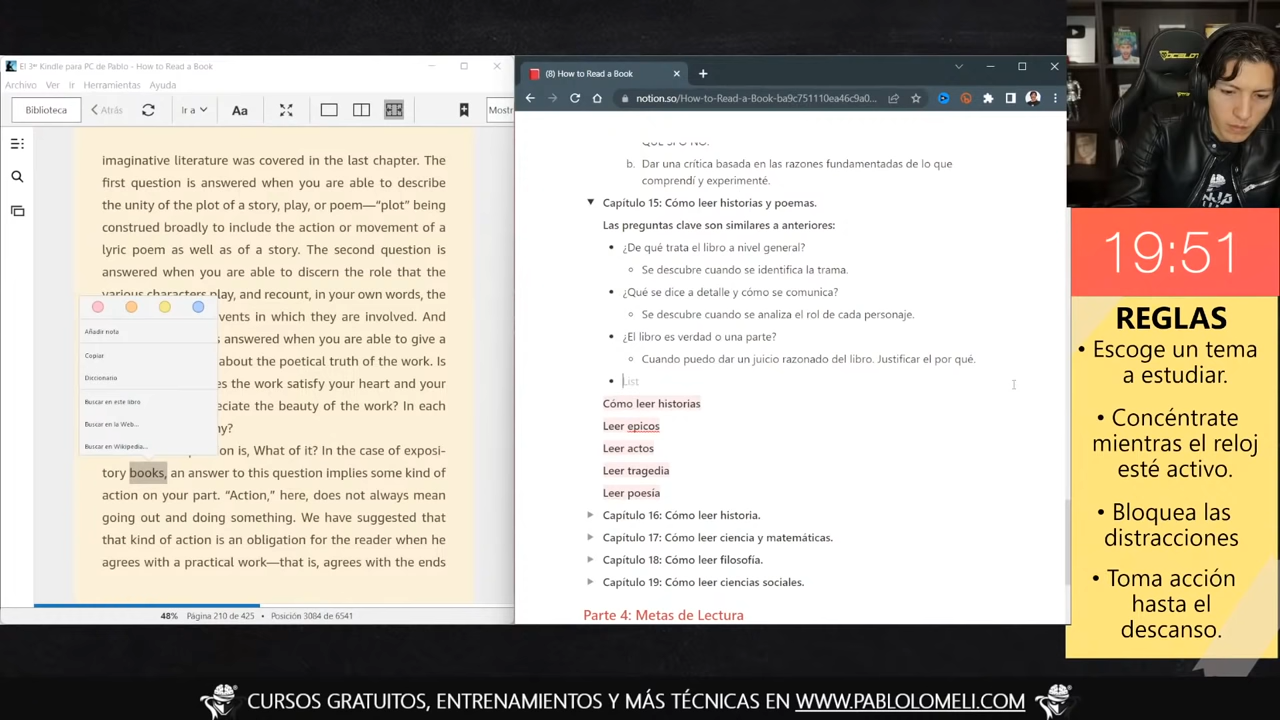 El 3er Kindle para PC de Pablo - How to Read a Book
Archivo Ver Ir Herramientas Ayuda
Biblioteca
Atrás
Ir a
Aa
Mostr
imaginative literature was covered in the last chapter. The
first question is answered when you are able to describe
the unity of the plot of a story, play, or poem—“plot” being
construed broadly to include the action or movement of a
lyric poem as well as of a story. The second question is
answered when you are able to discern the role that the
various characters play, and recount, in your own words, the
vents in which they are involved. And
s answered when you are able to give a
about the poetical truth of the work. Is
es the work satisfy your heart and your
eciate the beauty of the work? In each
hy?
on is, What of it? In the case of exposi-
tory books, an answer to this question implies some kind of
action on your part. “Action,” here, does not always mean
going out and doing something. We have suggested that
that kind of action is an obligation for the reader when he
agrees with a practical work—that is, agrees with the ends
Añadir nota
Copiar
Diccionario
Buscar en este libro
Buscar en la Web...
Buscar en Wikipedia...
48% Página 210 de 425 • Posición 3084 de 6541
(8) How to Read a Book
notion.so/How-to-Read-a-Book-ba9c751110ea46c9a0...
b. Dar una crítica basada en las razones fundamentadas de lo que
comprendí y experimenté.
Capítulo 15: Cómo leer historias y poemas.
Las preguntas clave son similares a anteriores:
• ¿De qué trata el libro a nivel general?
Se descubre cuando se identifica la trama.
• ¿Qué se dice a detalle y cómo se comunica?
Se descubre cuando se analiza el rol de cada personaje.
• ¿El libro es verdad o una parte?
Cuando puedo dar un juicio razonado del libro. Justificar el por qué.
• List
Cómo leer historias
Leer epicos
Leer actos
Leer tragedia
Leer poesía
Capítulo 16: Cómo leer historia.
Capítulo 17: Cómo leer ciencia y matemáticas.
Capítulo 18: Cómo leer filosofía.
Capítulo 19: Cómo leer ciencias sociales.
Parte 4: Metas de Lectura
19:51
REGLAS
• Escoge un tema
a estudiar.
• Concéntrate
mientras el reloj
esté activo.
• Bloquea las
distracciones
• Toma acción
hasta el
descanso.
CURSOS GRATUITOS, ENTRENAMIENTOS Y MÁS TÉCNICAS EN WWW.PABLOLOMELI.COM